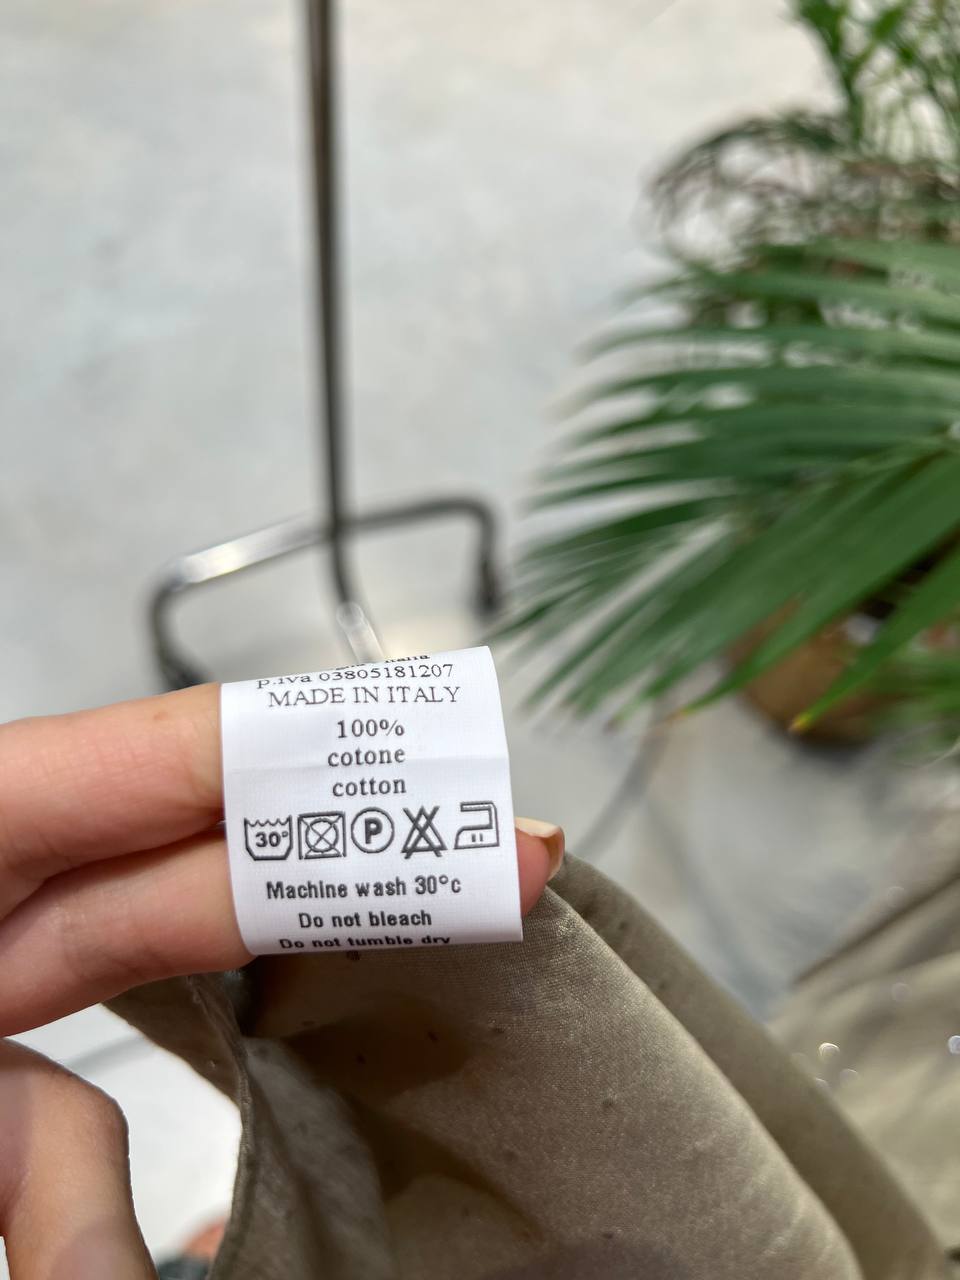 p.iva 03805181207
MADE IN ITALY
100%
cotone
cotton
30° P
Machine wash 30°c
Do not bleach
Do not tumble dry